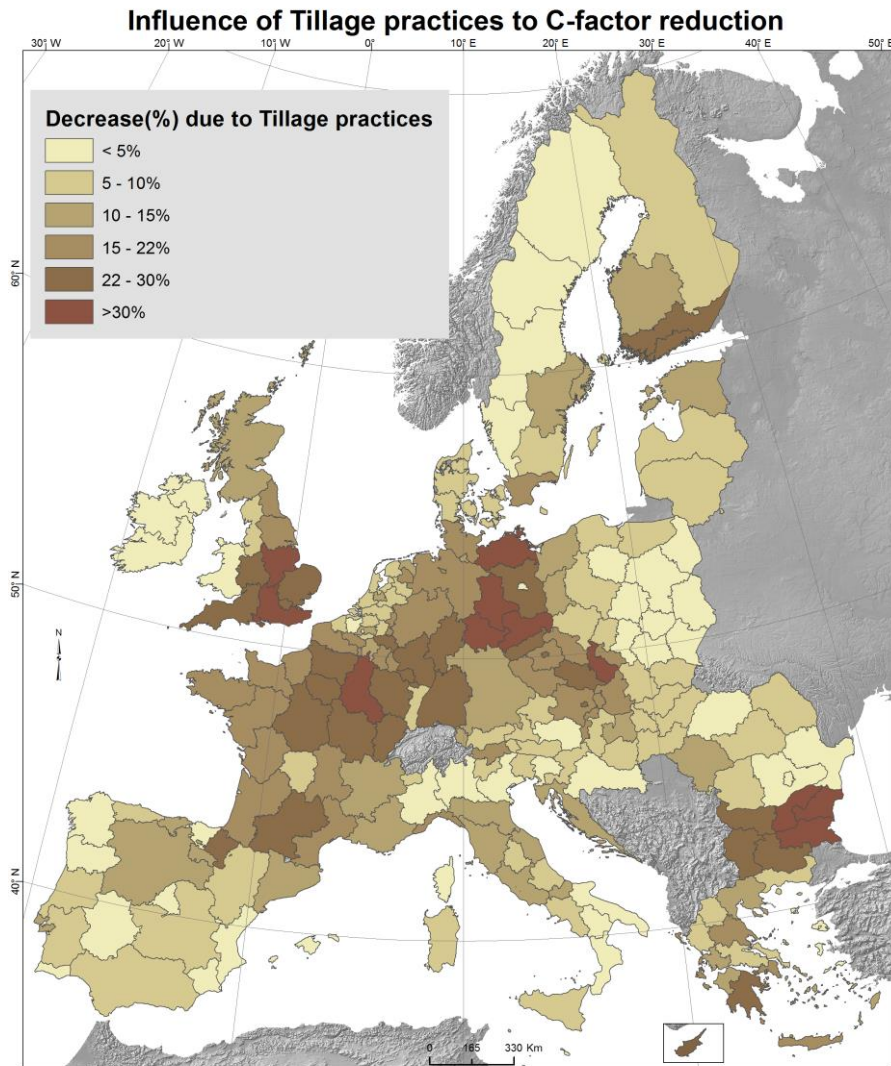 Influence of Tillage practices to C-factor reduction
30° W
20° W
10° W
0°
10° E
20° E
30° E
40° E
50° E
Decrease(%) due to Tillage practices
< 5%
5 - 10%
10 - 15%
15 - 22%
22 - 30%
>30%
60° N
50° N
N
40° N
0 165 330 Km